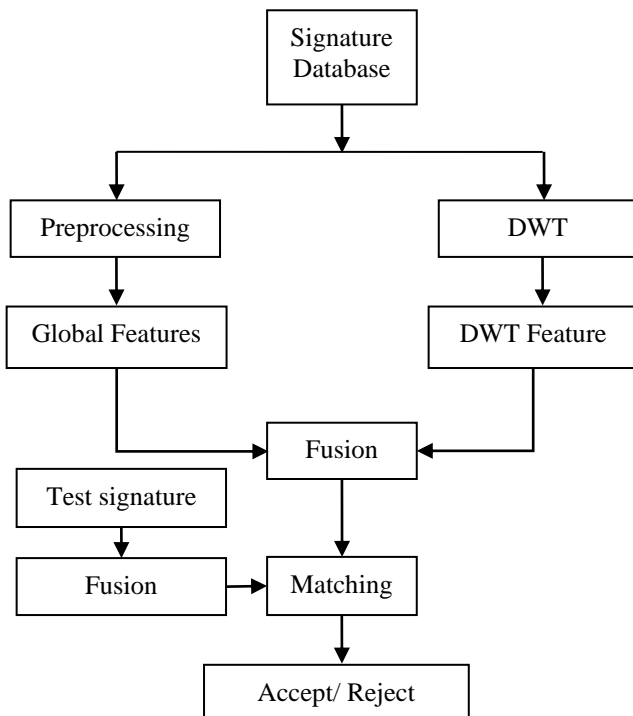 Signature
Database
Preprocessing
DWT
Global Features
DWT Feature
Fusion
Test signature
Fusion
Matching
Accept/ Reject